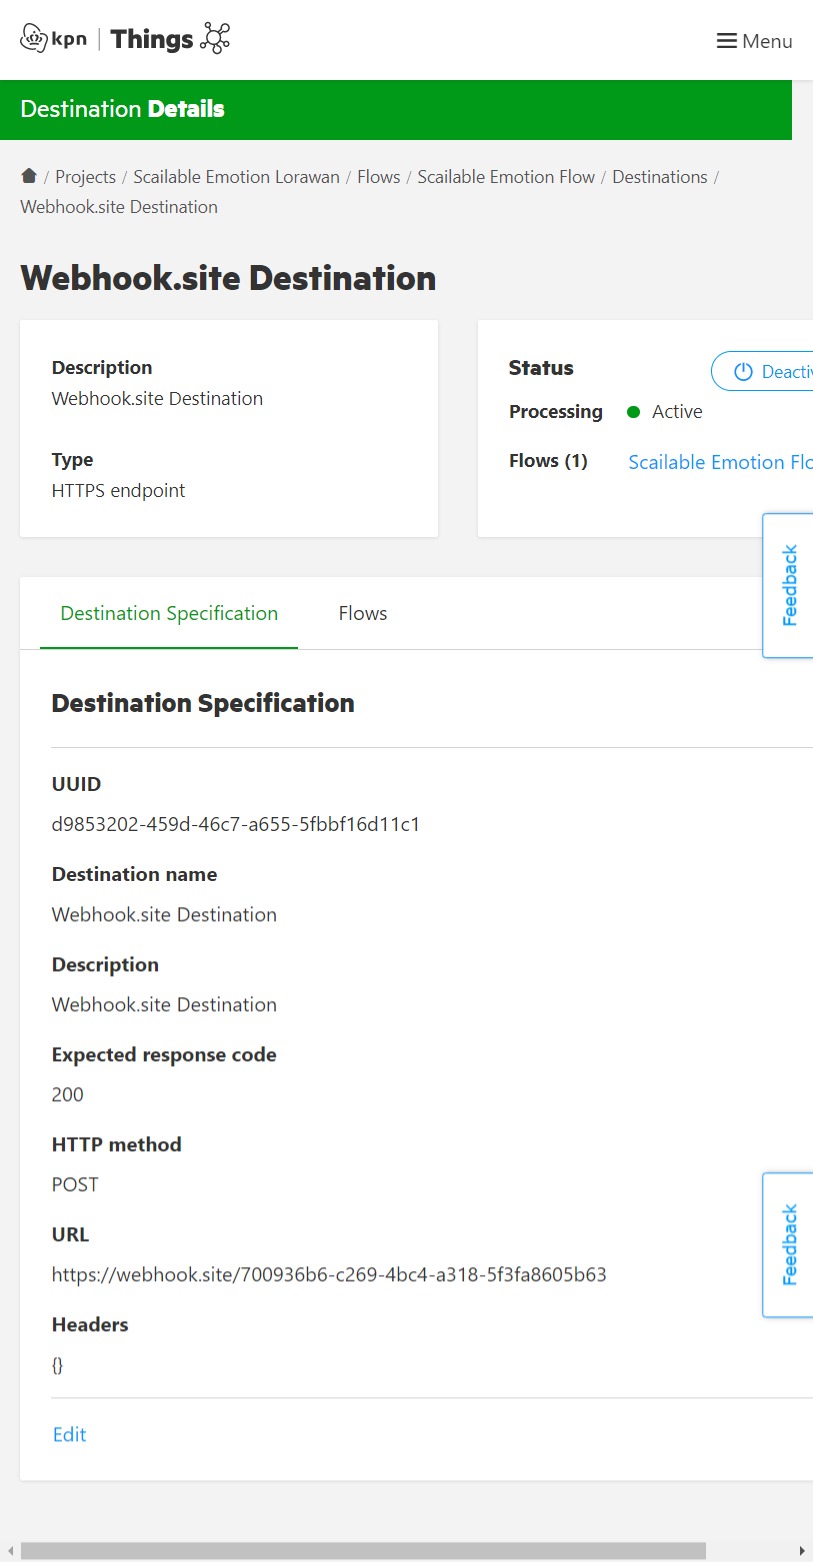 kpn | Things
Menu
Destination Details
/ Projects / Scailable Emotion Lorawan / Flows / Scailable Emotion Flow / Destinations /
Webhook.site Destination
Webhook.site Destination
Description
Webhook.site Destination
Type
HTTPS endpoint
Status
Deactiv
Processing
Active
Flows (1)
Scailable Emotion Flo
Feedback
Destination Specification
Flows
Destination Specification
UUID
d9853202-459d-46c7-a655-5fbbf16d11c1
Destination name
Webhook.site Destination
Description
Webhook.site Destination
Expected response code
200
HTTP method
POST
URL
https://webhook.site/700936b6-c269-4bc4-a318-5f3fa8605b63
Feedback
Headers
{}
Edit